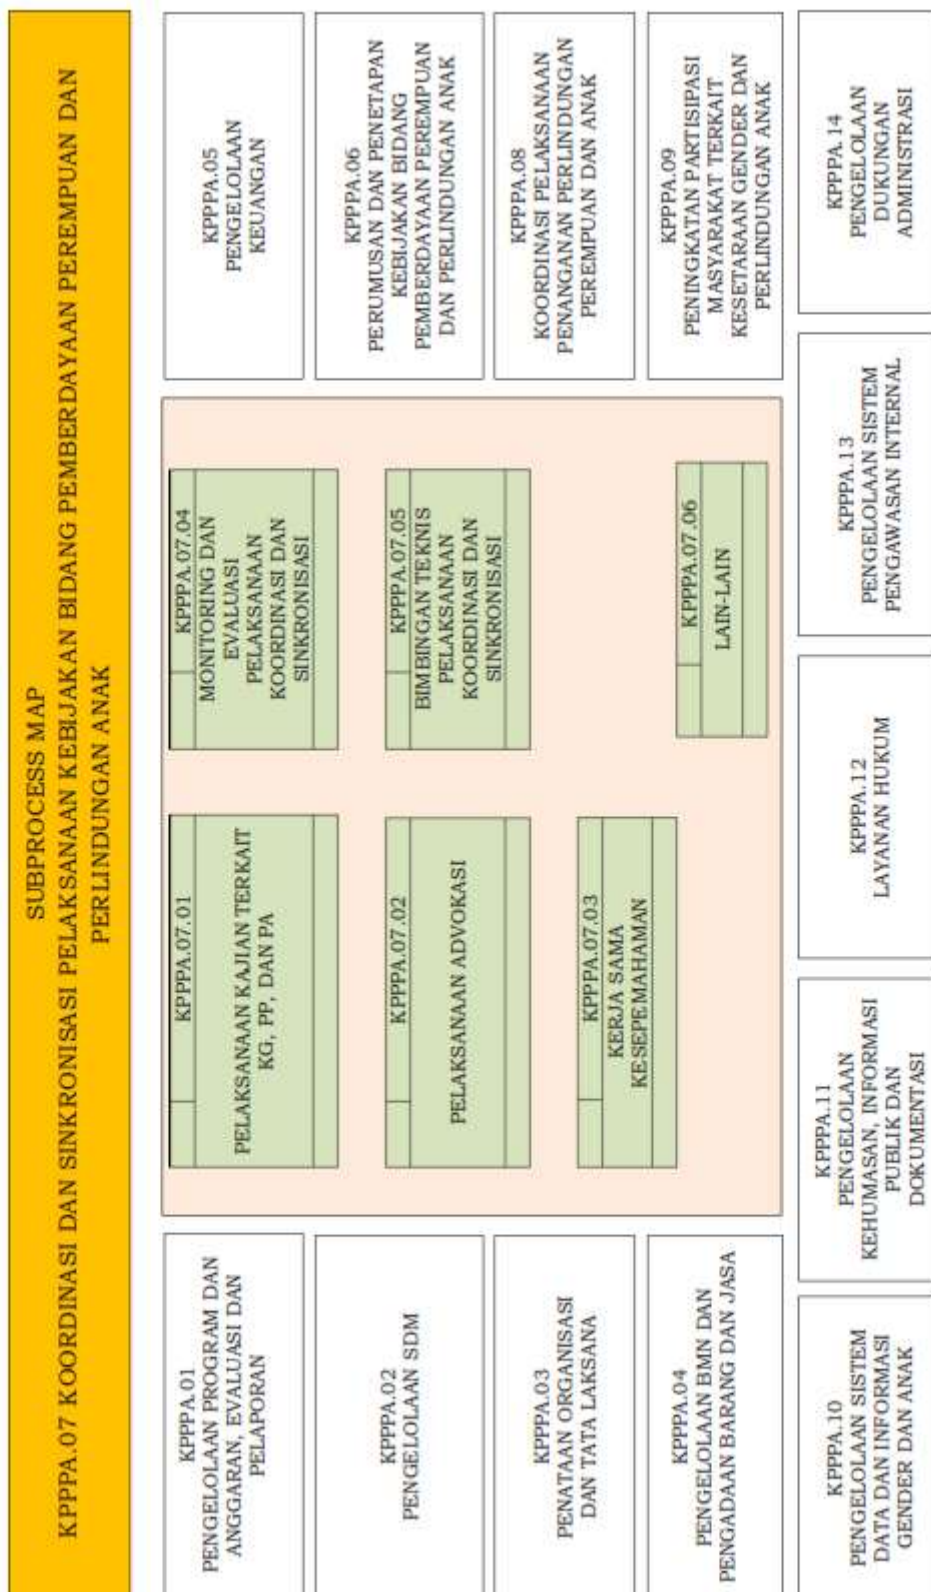 SUBPROCESS MAP
KPPPA.07 KOORDINASI DAN SINKRONISASI PELAKSANAAN KEBIJAKAN BIDANG PEMBERDAYAAN PEREMPUAN DAN
PERLINDUNGAN ANAK
KPPPA.01
PENGELOLAAN PROGRAM DAN
ANGGARAN, EVALUASI DAN
PELAPORAN
KPPPA.02
PENGELOLAAN SDM
KPPPA.03
PENATAAN ORGANISASI
DAN TATA LAKSANA
KPPPA.04
PENGELOLAAN BMN DAN
PENGADAAN BARANG DAN JASA
KPPPA.07.01
PELAKSANAAN KAJIAN TERKAIT
KG, PP, DAN PA
KPPPA.07.02
PELAKSANAAN ADVOKASI
KPPPA.07.03
KERJA SAMA
KESEPEMAHAMAN
KPPPA.07.04
MONITORING DAN
EVALUASI
PELAKSANAAN
KOORDINASI DAN
SINKRONISASI
KPPPA.07.05
BIMBINGAN TEKNIS
PELAKSANAAN
KOORDINASI DAN
SINKRONISASI
KPPPA.07.06
LAIN-LAIN
KPPPA.05
PENGELOLAAN
KEUANGAN
KPPPA.06
PERUMUSAN DAN PENETAPAN
KEBIJAKAN BIDANG
PEMBERDAYAAN PEREMPUAN
DAN PERLINDUNGAN ANAK
KPPPA.08
KOORDINASI PELAKSANAAN
PENANGANAN PERLINDUNGAN
PEREMPUAN DAN ANAK
KPPPA.09
PENINGKATAN PARTISIPASI
MASYARAKAT TERKAIT
KESETARAAN GENDER DAN
PERLINDUNGAN ANAK
KPPPA.10
PENGELOLAAN SISTEM
DATA DAN INFORMASI
GENDER DAN ANAK
KPPPA.11
PENGELOLAAN
KEHUMASAN, INFORMASI
PUBLIK DAN
DOKUMENTASI
KPPPA.12
LAYANAN HUKUM
KPPPA.13
PENGELOLAAN SISTEM
PENGAWASAN INTERNAL
KPPPA.14
PENGELOLAAN
DUKUNGAN
ADMINISTRASI